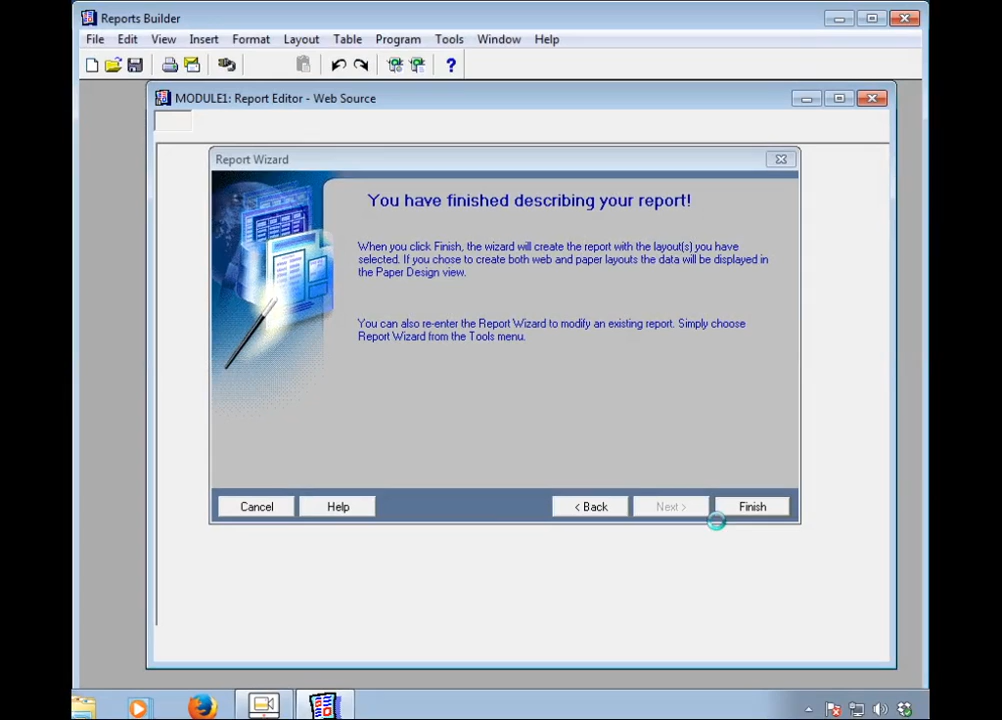 Reports Builder
File Edit View Insert Format Layout Table Program Tools Window Help
MODULE1: Report Editor - Web Source
Report Wizard
You have finished describing your report!
When you click Finish, the wizard will create the report with the layout(s) you have
selected. If you chose to create both web and paper layouts the data will be displayed in
the Paper Design view.
You can also re-enter the Report Wizard to modify an existing report. Simply choose
Report Wizard from the Tools menu.
Cancel Help < Back Next > Finish